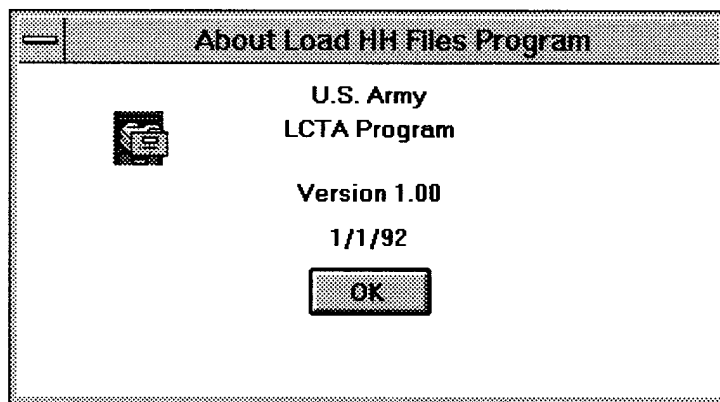 About Load HH Files Program
U.S. Army
LCTA Program
Version 1.00
1/1/92
OK